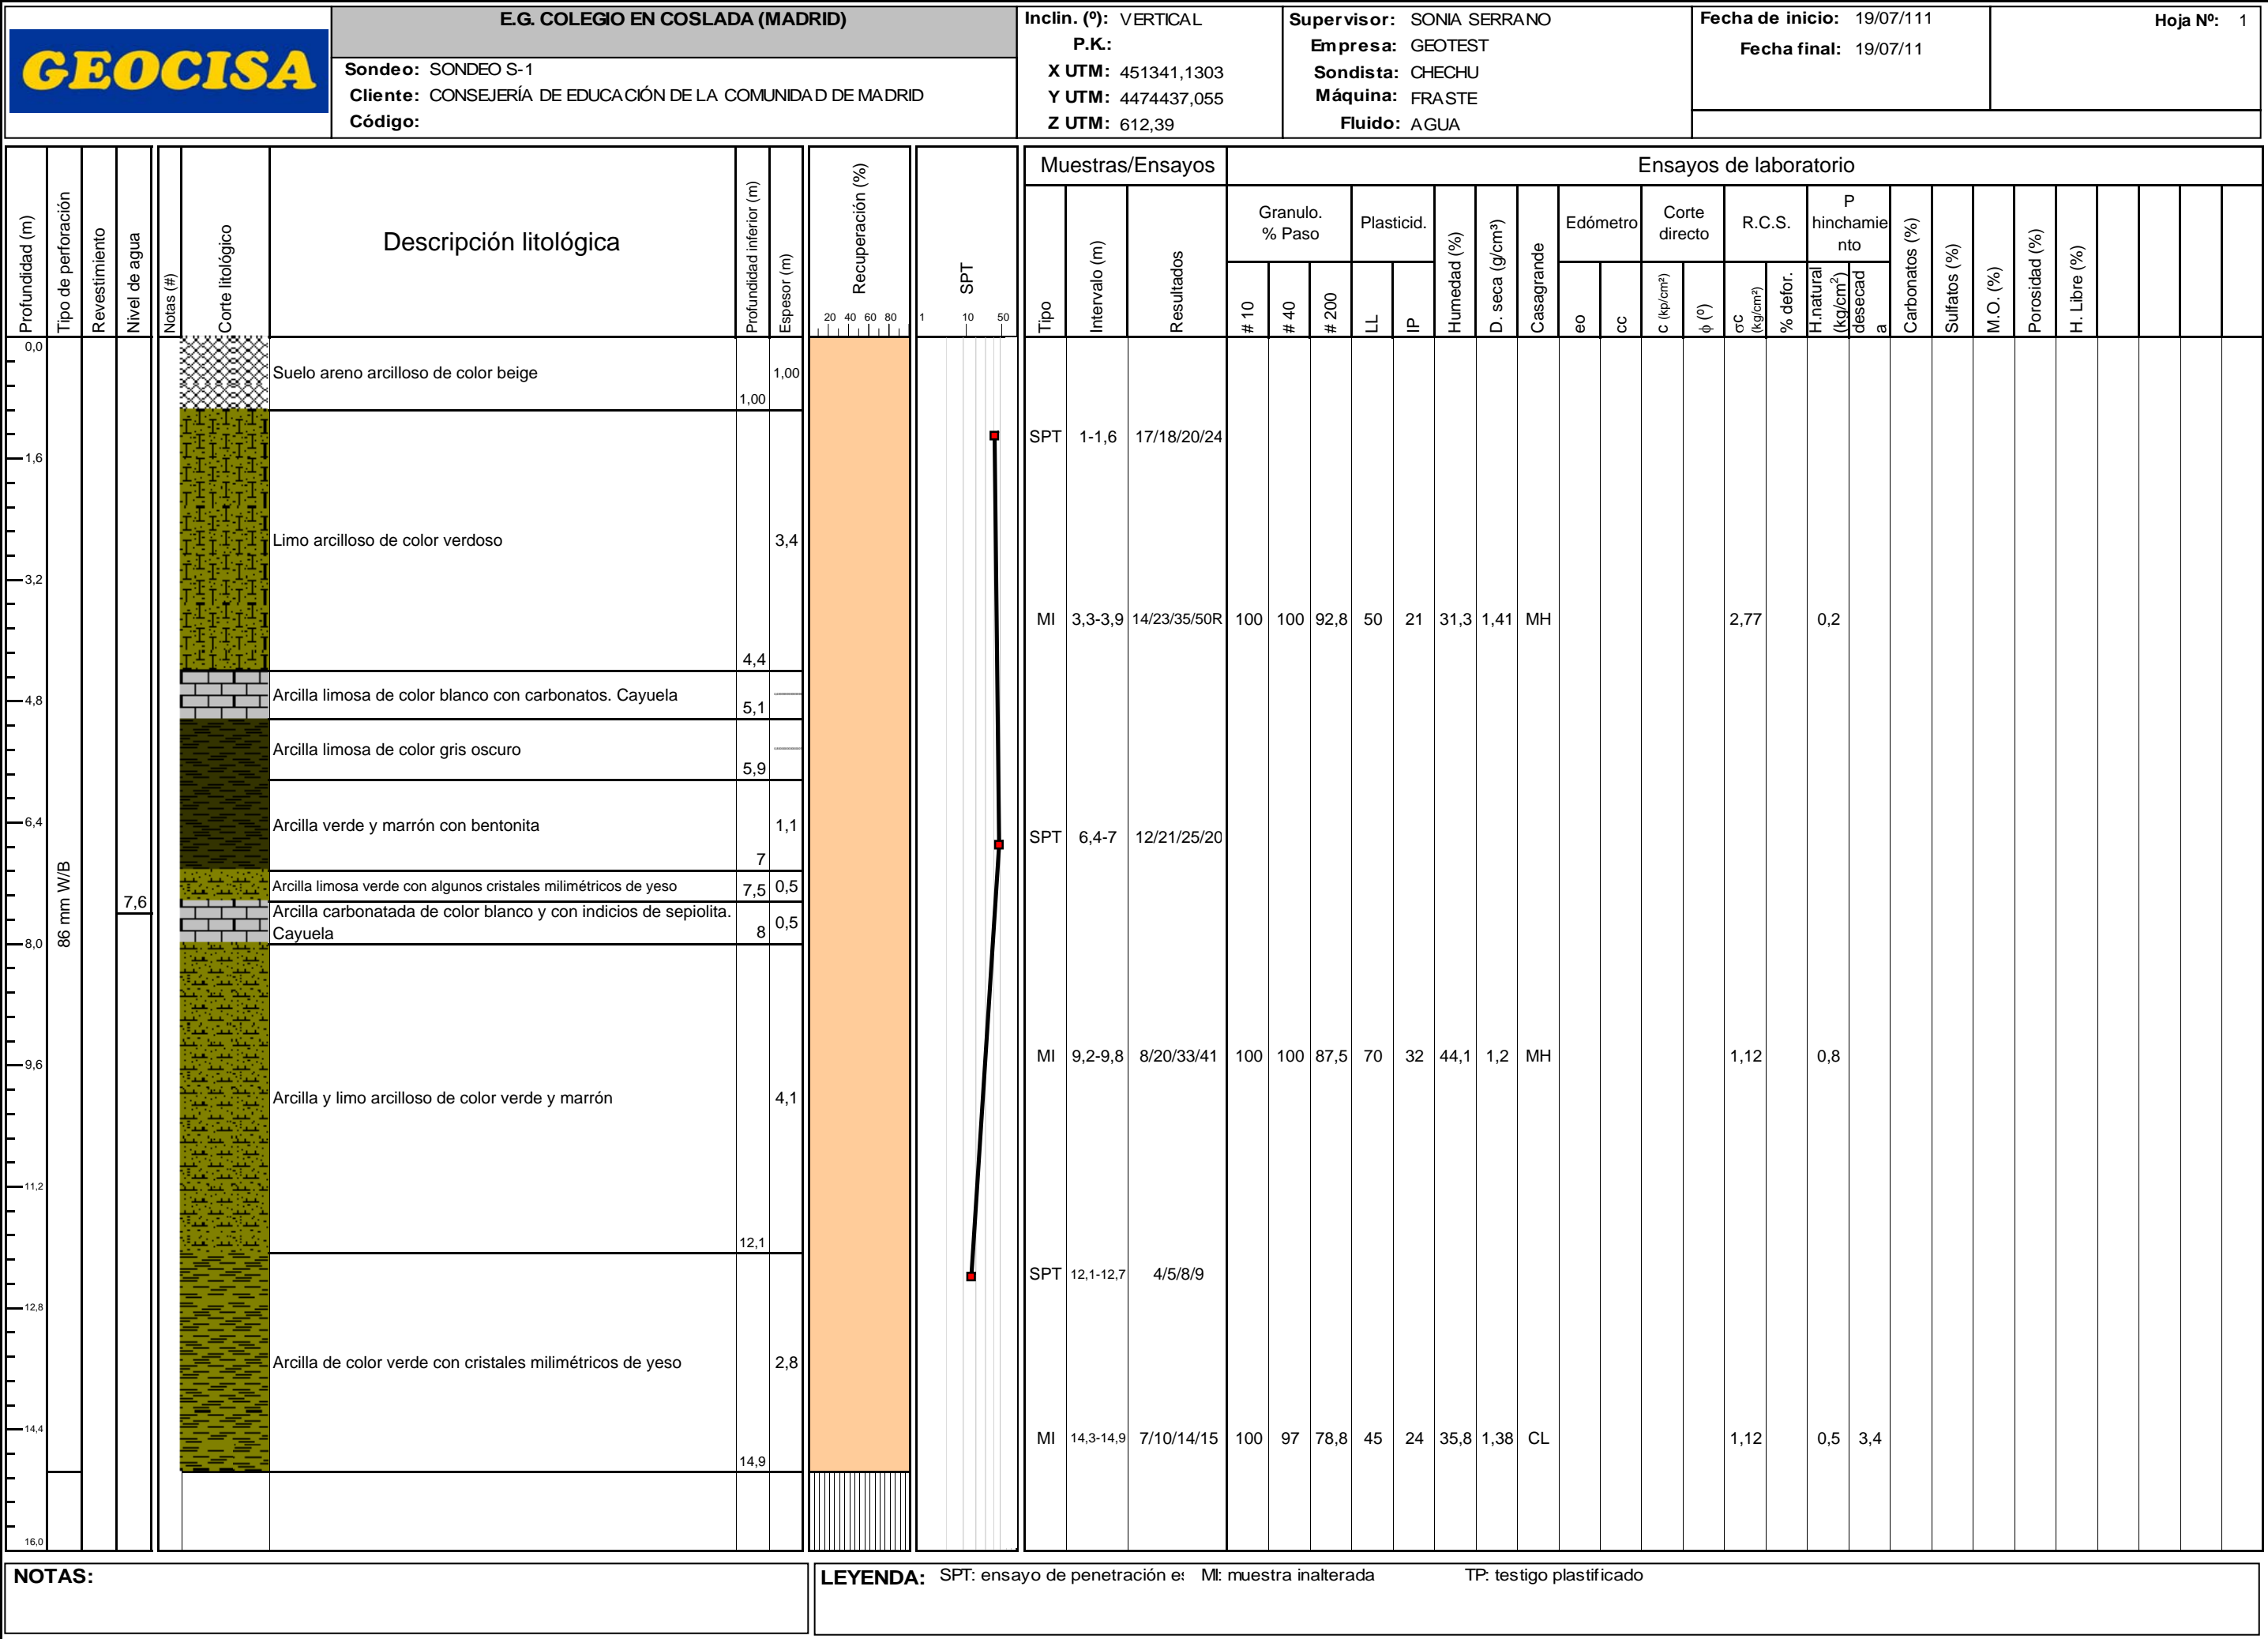 GEOCISA
E.G. COLEGIO EN COSLADA (MADRID)
Sondeo: SONDEO S-1
Cliente: CONSEJERÍA DE EDUCACIÓN DE LA COMUNIDAD DE MADRID
Código:
Inclin. (º): VERTICAL
P.K.:
X UTM: 451341,1303
Y UTM: 4474437,055
Z UTM: 612,39
Supervisor: SONIA SERRANO
Empresa: GEOTEST
Sondista: CHECHU
Máquina: FRASTE
Fluido: AGUA
Fecha de inicio: 19/07/111
Fecha final: 19/07/11
Hoja Nº: 1
Profundidad (m)
Tipo de perforación
Revestimiento
Nivel de agua
Notas (#)
Corte litológico
Descripción litológica
Profundidad inferior (m)
Espesor (m)
Recuperación (%)
20 40 60 80
SPT
1 10 50
Muestras/Ensayos
Tipo
Intervalo (m)
Resultados
Ensayos de laboratorio
Granulo.
% Paso
# 10
# 40
# 200
Plasticid.
LL
IP
Humedad (%)
D. seca (g/cm³)
Casagrande
Edómetro
eo
cc
Corte
directo
c (kp/cm²)
ϕ (º)
R.C.S.
σc
(kg/cm²)
% defor.
P
hinchamie
nto
H.natural
(kg/cm²)
desecad
a
Carbonatos (%)
Sulfatos (%)
M.O. (%)
Porosidad (%)
H. Libre (%)
0,0
1,6
3,2
4,8
6,4
8,0
9,6
11,2
12,8
14,4
16,0
86 mm W/B
7,6
Suelo areno arcilloso de color beige
1,00
1,00
Limo arcilloso de color verdoso
4,4
3,4
Arcilla limosa de color blanco con carbonatos. Cayuela
5,1
Arcilla limosa de color gris oscuro
5,9
Arcilla verde y marrón con bentonita
7
1,1
Arcilla limosa verde con algunos cristales milimétricos de yeso
7,5
0,5
Arcilla carbonatada de color blanco y con indicios de sepiolita.
Cayuela
8
0,5
Arcilla y limo arcilloso de color verde y marrón
12,1
4,1
Arcilla de color verde con cristales milimétricos de yeso
14,9
2,8
SPT 1-1,6 17/18/20/24
MI 3,3-3,9 14/23/35/50R 100 100 92,8 50 21 31,3 1,41 MH 2,77 0,2
SPT 6,4-7 12/21/25/20
MI 9,2-9,8 8/20/33/41 100 100 87,5 70 32 44,1 1,2 MH 1,12 0,8
SPT 12,1-12,7 4/5/8/9
MI 14,3-14,9 7/10/14/15 100 97 78,8 45 24 35,8 1,38 CL 1,12 0,5 3,4
NOTAS:
LEYENDA: SPT: ensayo de penetración MI: muestra inalterada TP: testigo plastificado